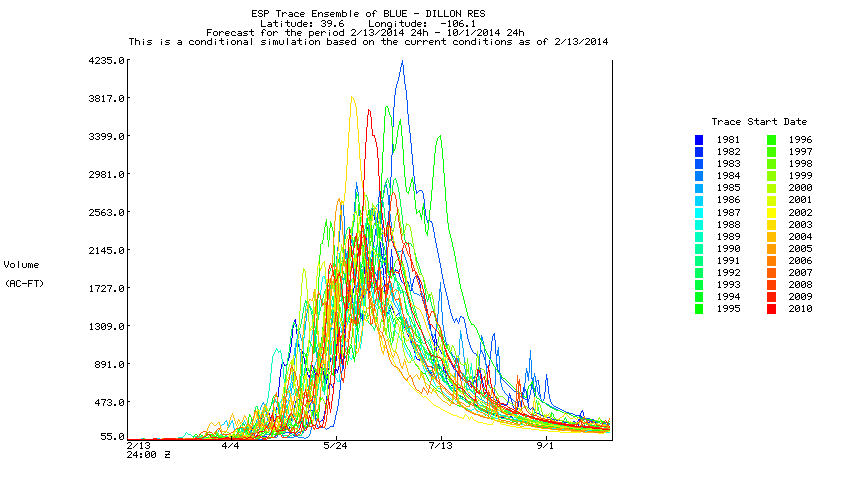 ESP Trace Ensemble of BLUE - DILLON RES
Latitude: 39.6    Longitude:  -106.1
Forecast for the period 2/13/2014 24h - 10/1/2014 24h
This is a conditional simulation based on the current conditions as of 2/13/2014
4235.0
3817.0
3399.0
2981.0
2563.0
2145.0
1727.0
1309.0
891.0
473.0
55.0
Volume
(AC-FT)
2/13 4/4 5/24 7/13 9/1
24:00 Z
Trace Start Date
1981 1996
1982 1997
1983 1998
1984 1999
1985 2000
1986 2001
1987 2002
1988 2003
1989 2004
1990 2005
1991 2006
1992 2007
1993 2008
1994 2009
1995 2010